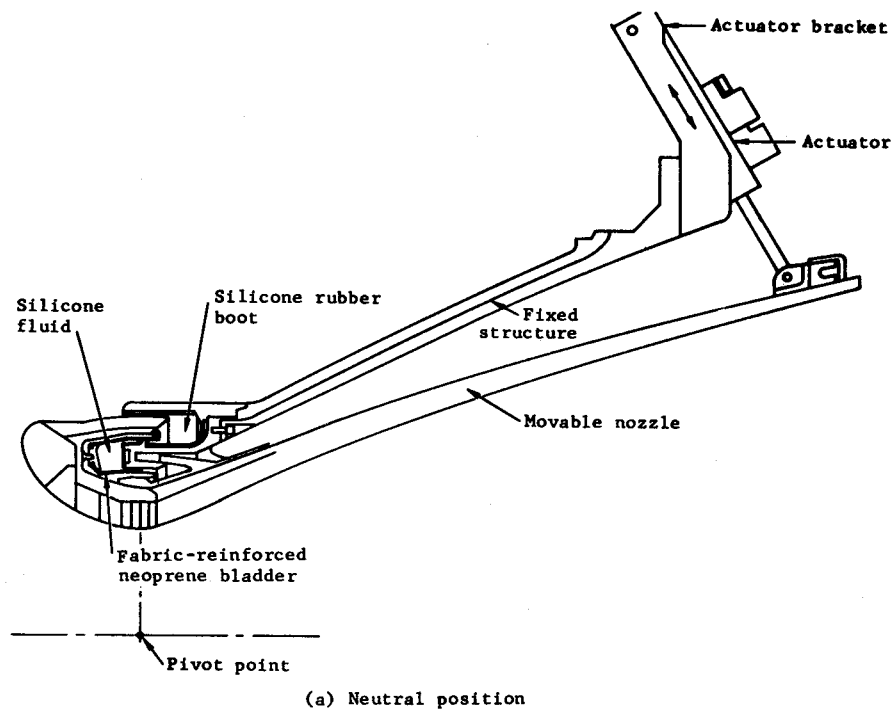 Actuator bracket
Actuator
Silicone rubber
boot
Silicone
fluid
Fixed
structure
Movable nozzle
Fabric-reinforced
neoprene bladder
Pivot point
(a) Neutral position